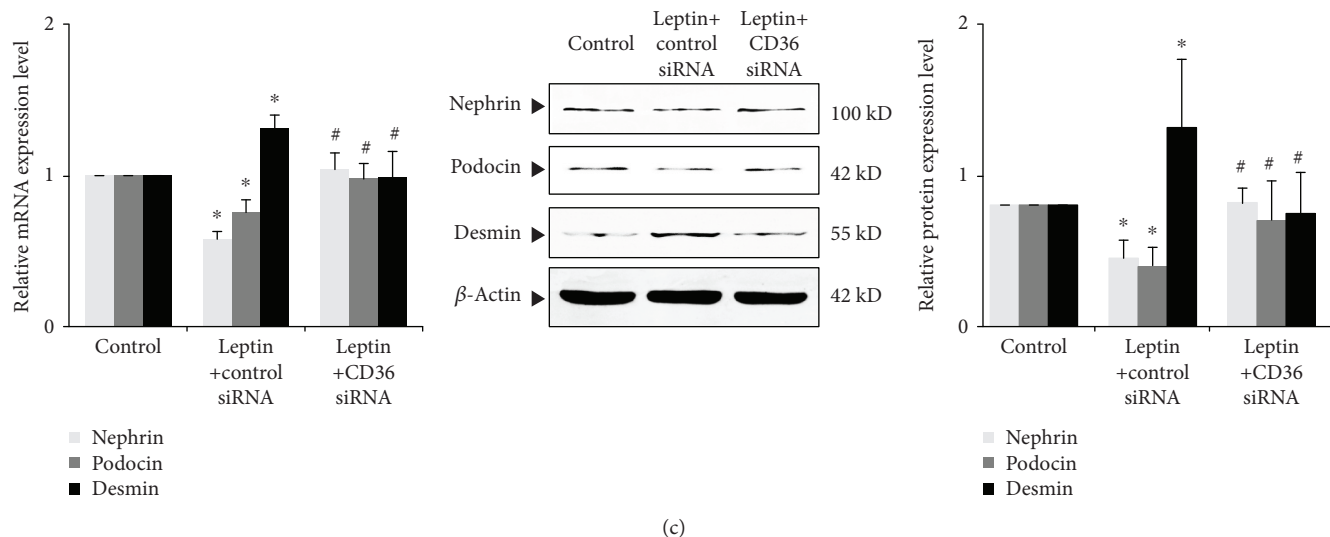 Relative mRNA expression level
2
1
0
* * *
# # #
Control
Leptin
+control
siRNA
Leptin
+CD36
siRNA
Nephrin
Podocin
Desmin
Control
Leptin+
control
siRNA
Leptin+
CD36
siRNA
Nephrin
100 kD
Podocin
42 kD
Desmin
55 kD
β-Actin
42 kD
Relative protein expression level
2
1
0
* * *
# # #
Control
Leptin
+control
siRNA
Leptin
+CD36
siRNA
Nephrin
Podocin
Desmin
(c)